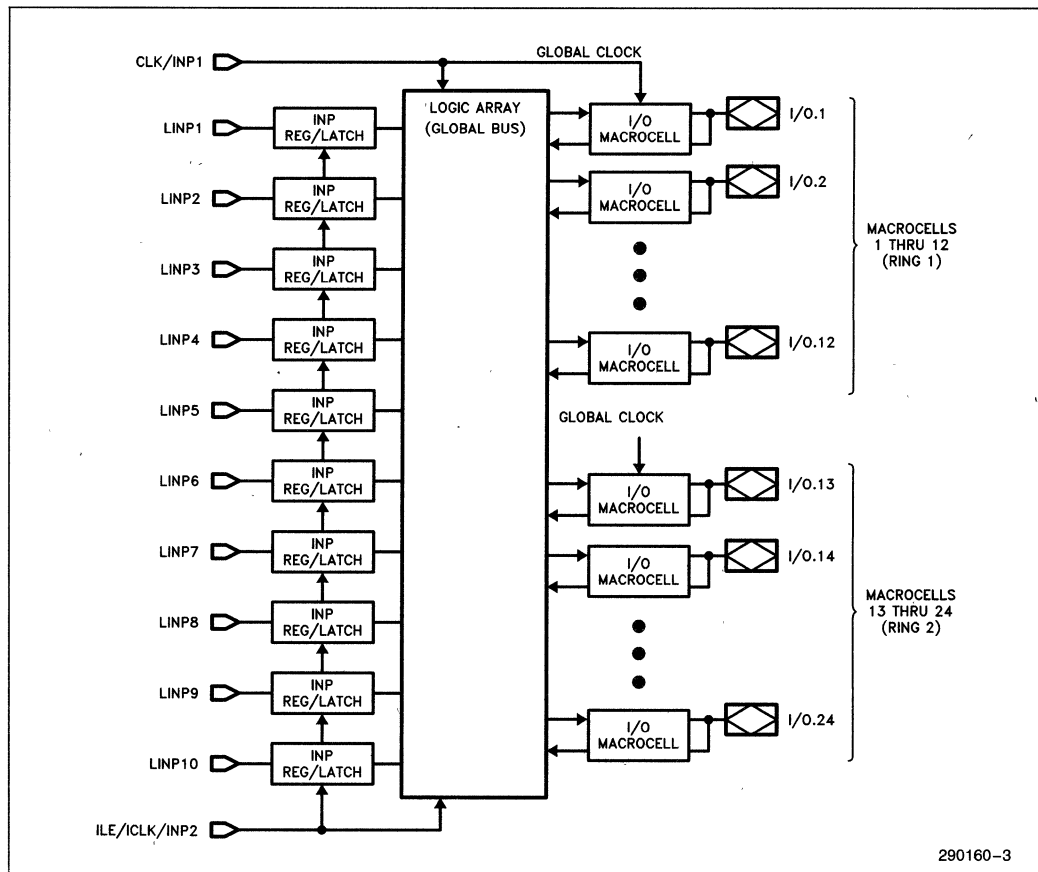 CLK/INP1
GLOBAL CLOCK
LOGIC ARRAY
(GLOBAL BUS)
LINP1
INP
REG/LATCH
LINP2
INP
REG/LATCH
LINP3
INP
REG/LATCH
LINP4
INP
REG/LATCH
LINP5
INP
REG/LATCH
LINP6
INP
REG/LATCH
LINP7
INP
REG/LATCH
LINP8
INP
REG/LATCH
LINP9
INP
REG/LATCH
LINP10
INP
REG/LATCH
ILE/ICLK/INP2
I/O
MACROCELL
I/O.1
I/O
MACROCELL
I/O.2
I/O
MACROCELL
I/O.12
MACROCELLS
1 THRU 12
(RING 1)
GLOBAL CLOCK
I/O
MACROCELL
I/O.13
I/O
MACROCELL
I/O.14
I/O
MACROCELL
I/O.24
MACROCELLS
13 THRU 24
(RING 2)
290160-3